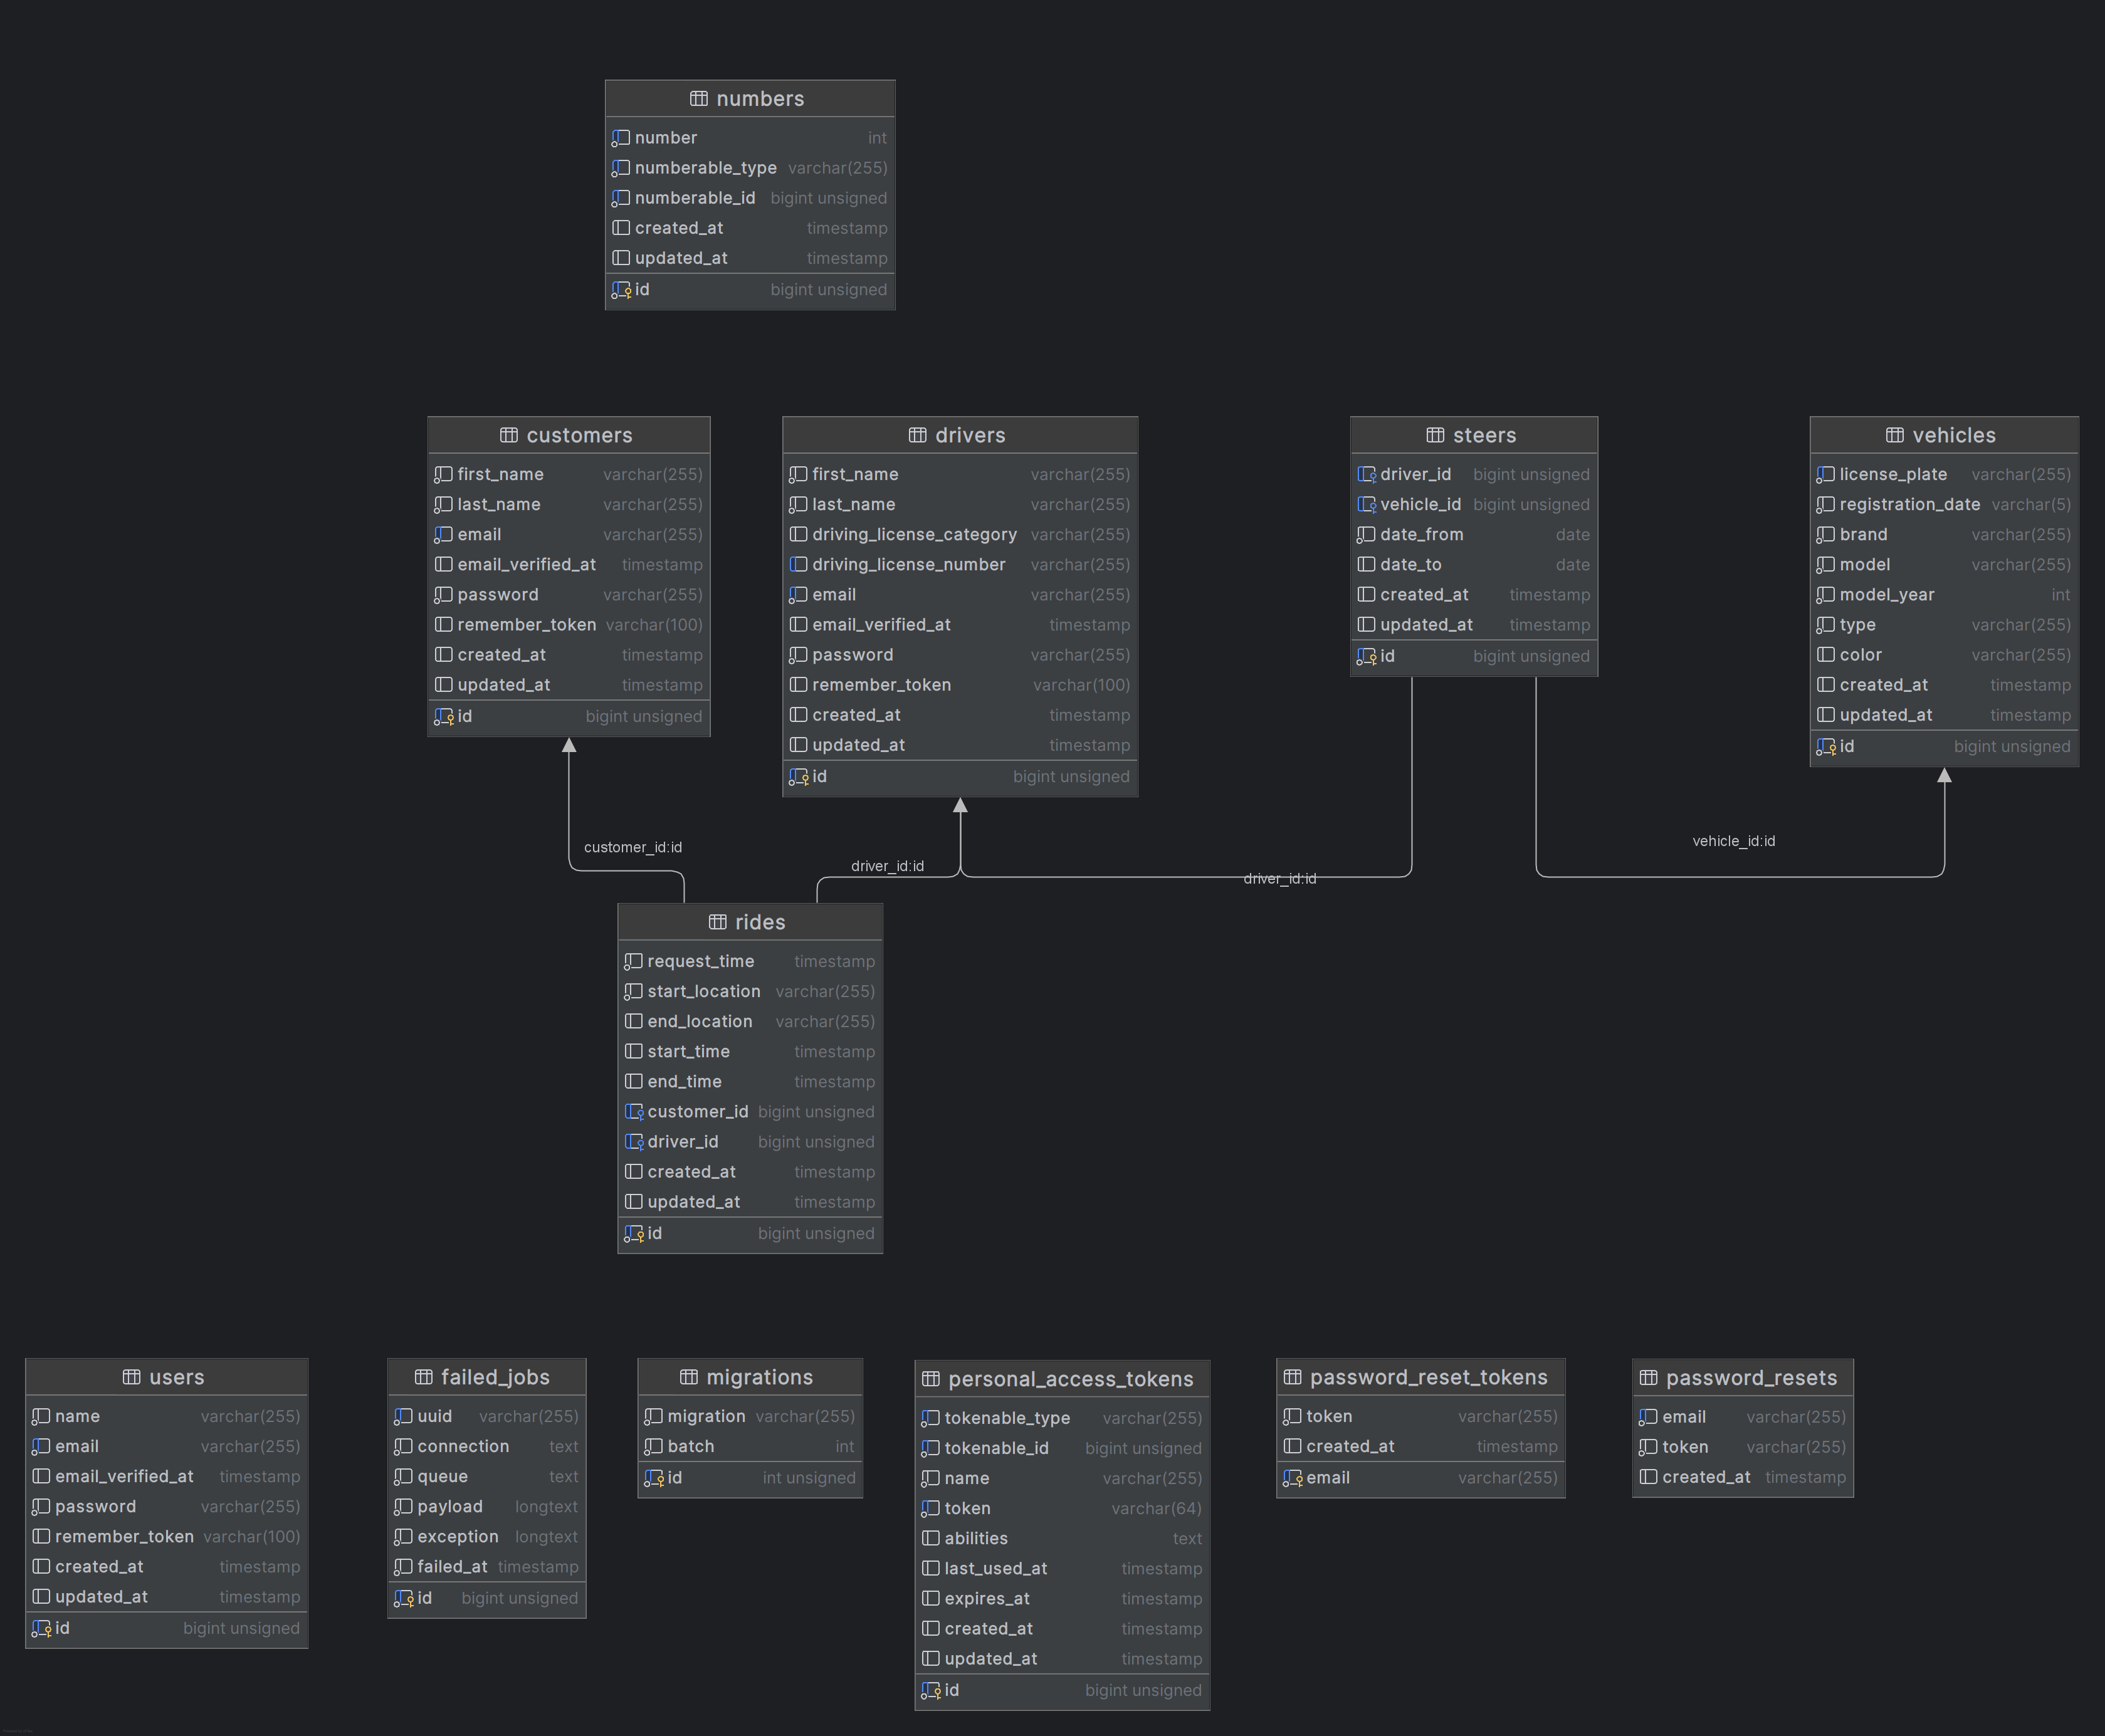 numbers
number int
numberable_type varchar(255)
numberable_id bigint unsigned
created_at timestamp
updated_at timestamp
id bigint unsigned
customers
first_name varchar(255)
last_name varchar(255)
email varchar(255)
email_verified_at timestamp
password varchar(255)
remember_token varchar(100)
created_at timestamp
updated_at timestamp
id bigint unsigned
drivers
first_name varchar(255)
last_name varchar(255)
driving_license_category varchar(255)
driving_license_number varchar(255)
email varchar(255)
email_verified_at timestamp
password varchar(255)
remember_token varchar(100)
created_at timestamp
updated_at timestamp
id bigint unsigned
steers
driver_id bigint unsigned
vehicle_id bigint unsigned
date_from date
date_to date
created_at timestamp
updated_at timestamp
id bigint unsigned
vehicles
license_plate varchar(255)
registration_date varchar(5)
brand varchar(255)
model varchar(255)
model_year int
type varchar(255)
color varchar(255)
created_at timestamp
updated_at timestamp
id bigint unsigned
customer_id:id
driver_id:id
driver_id:id
vehicle_id:id
rides
request_time timestamp
start_location varchar(255)
end_location varchar(255)
start_time timestamp
end_time timestamp
customer_id bigint unsigned
driver_id bigint unsigned
created_at timestamp
updated_at timestamp
id bigint unsigned
users
name varchar(255)
email varchar(255)
email_verified_at timestamp
password varchar(255)
remember_token varchar(100)
created_at timestamp
updated_at timestamp
id bigint unsigned
failed_jobs
uuid varchar(255)
connection text
queue text
payload longtext
exception longtext
failed_at timestamp
id bigint unsigned
migrations
migration varchar(255)
batch int
id int unsigned
personal_access_tokens
tokenable_type varchar(255)
tokenable_id bigint unsigned
name varchar(255)
token varchar(64)
abilities text
last_used_at timestamp
expires_at timestamp
created_at timestamp
updated_at timestamp
id bigint unsigned
password_reset_tokens
token varchar(255)
created_at timestamp
email varchar(255)
password_resets
email varchar(255)
token varchar(255)
created_at timestamp